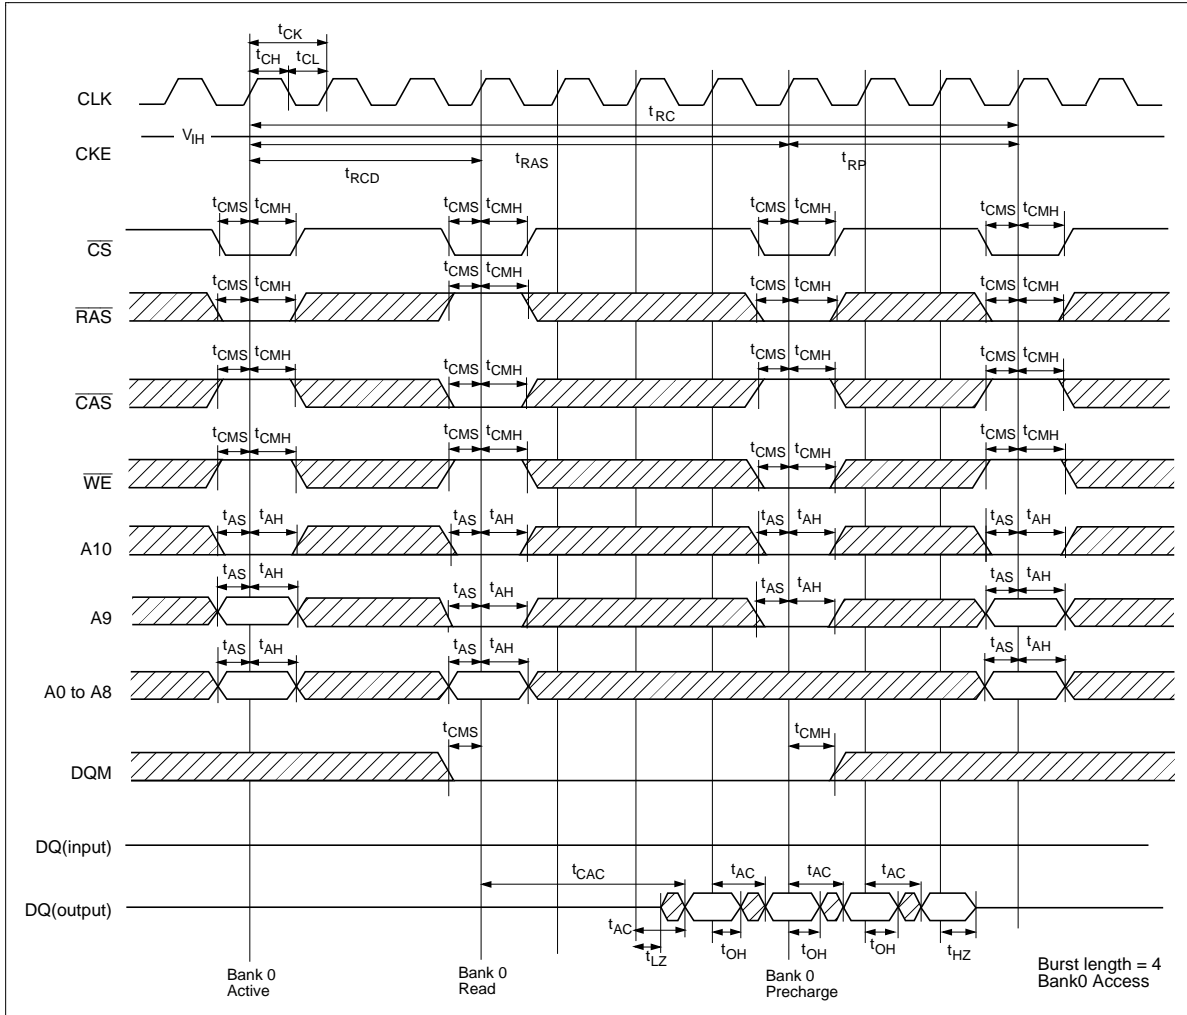 tCK
tCH tCL
CLK
tRC
VIH
CKE
tRAS
tRP
tRCD
tCMS tCMH tCMS tCMH tCMS tCMH tCMS tCMH
CS
tCMS tCMH tCMS tCMH tCMS tCMH tCMS tCMH
RAS
tCMS tCMH tCMS tCMH tCMS tCMH tCMS tCMH
CAS
tCMS tCMH tCMS tCMH tCMS tCMH tCMS tCMH
WE
tAS tAH tAS tAH tAS tAH tAS tAH
A10
tAS tAH tAS tAH tAS tAH tAS tAH
A9
tAS tAH tAS tAH tAS tAH
A0 to A8
tCMS tCMH
DQM
DQ(input)
tCAC tAC tAC tAC
DQ(output)
tAC
tLZ tOH tOH tOH tHZ
Bank 0
Active
Bank 0
Read
Bank 0
Precharge
Burst length = 4
Bank0 Access